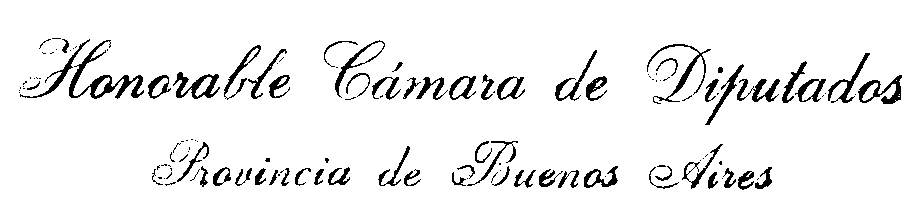 Honorable Cámara de Diputados
Provincia de Buenos Aires